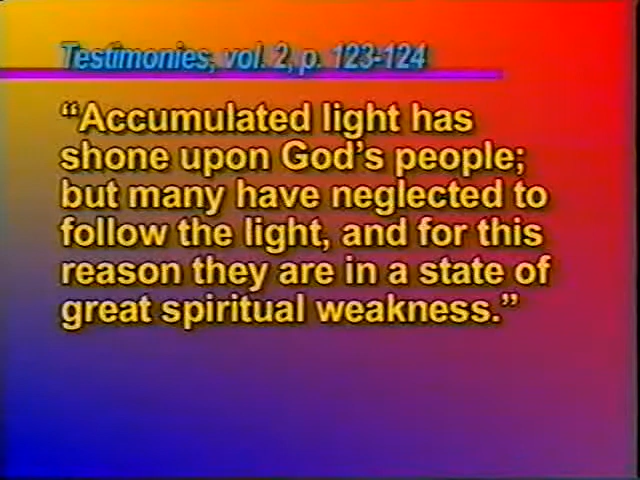 Testimonies, vol. 2, p. 123-124
“Accumulated light has
shone upon God’s people;
but many have neglected to
follow the light, and for this
reason they are in a state of
great spiritual weakness.”